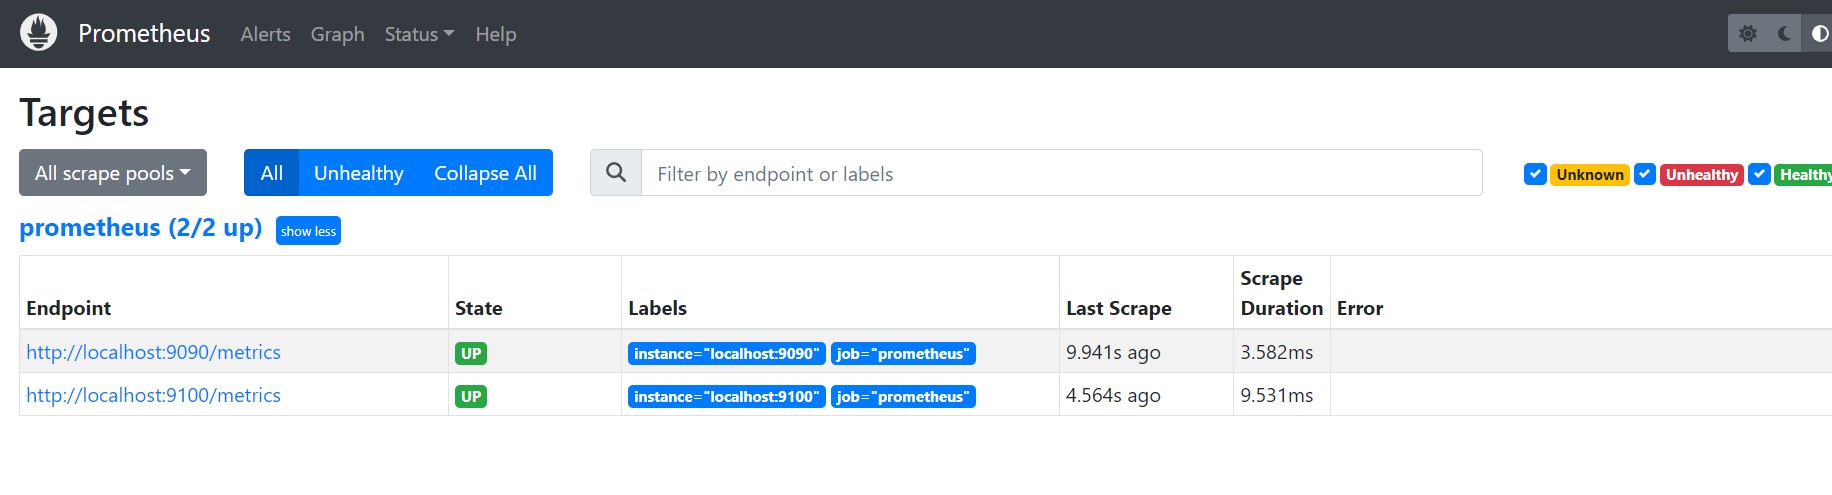 Prometheus Alerts Graph Status Help
Targets
All scrape pools All Unhealthy Collapse All Filter by endpoint or labels Unknown Unhealthy Healthy
prometheus (2/2 up) show less
Endpoint State Labels Last Scrape Scrape Duration Error
http://localhost:9090/metrics UP instance="localhost:9090" job="prometheus" 9.941s ago 3.582ms
http://localhost:9100/metrics UP instance="localhost:9100" job="prometheus" 4.564s ago 9.531ms